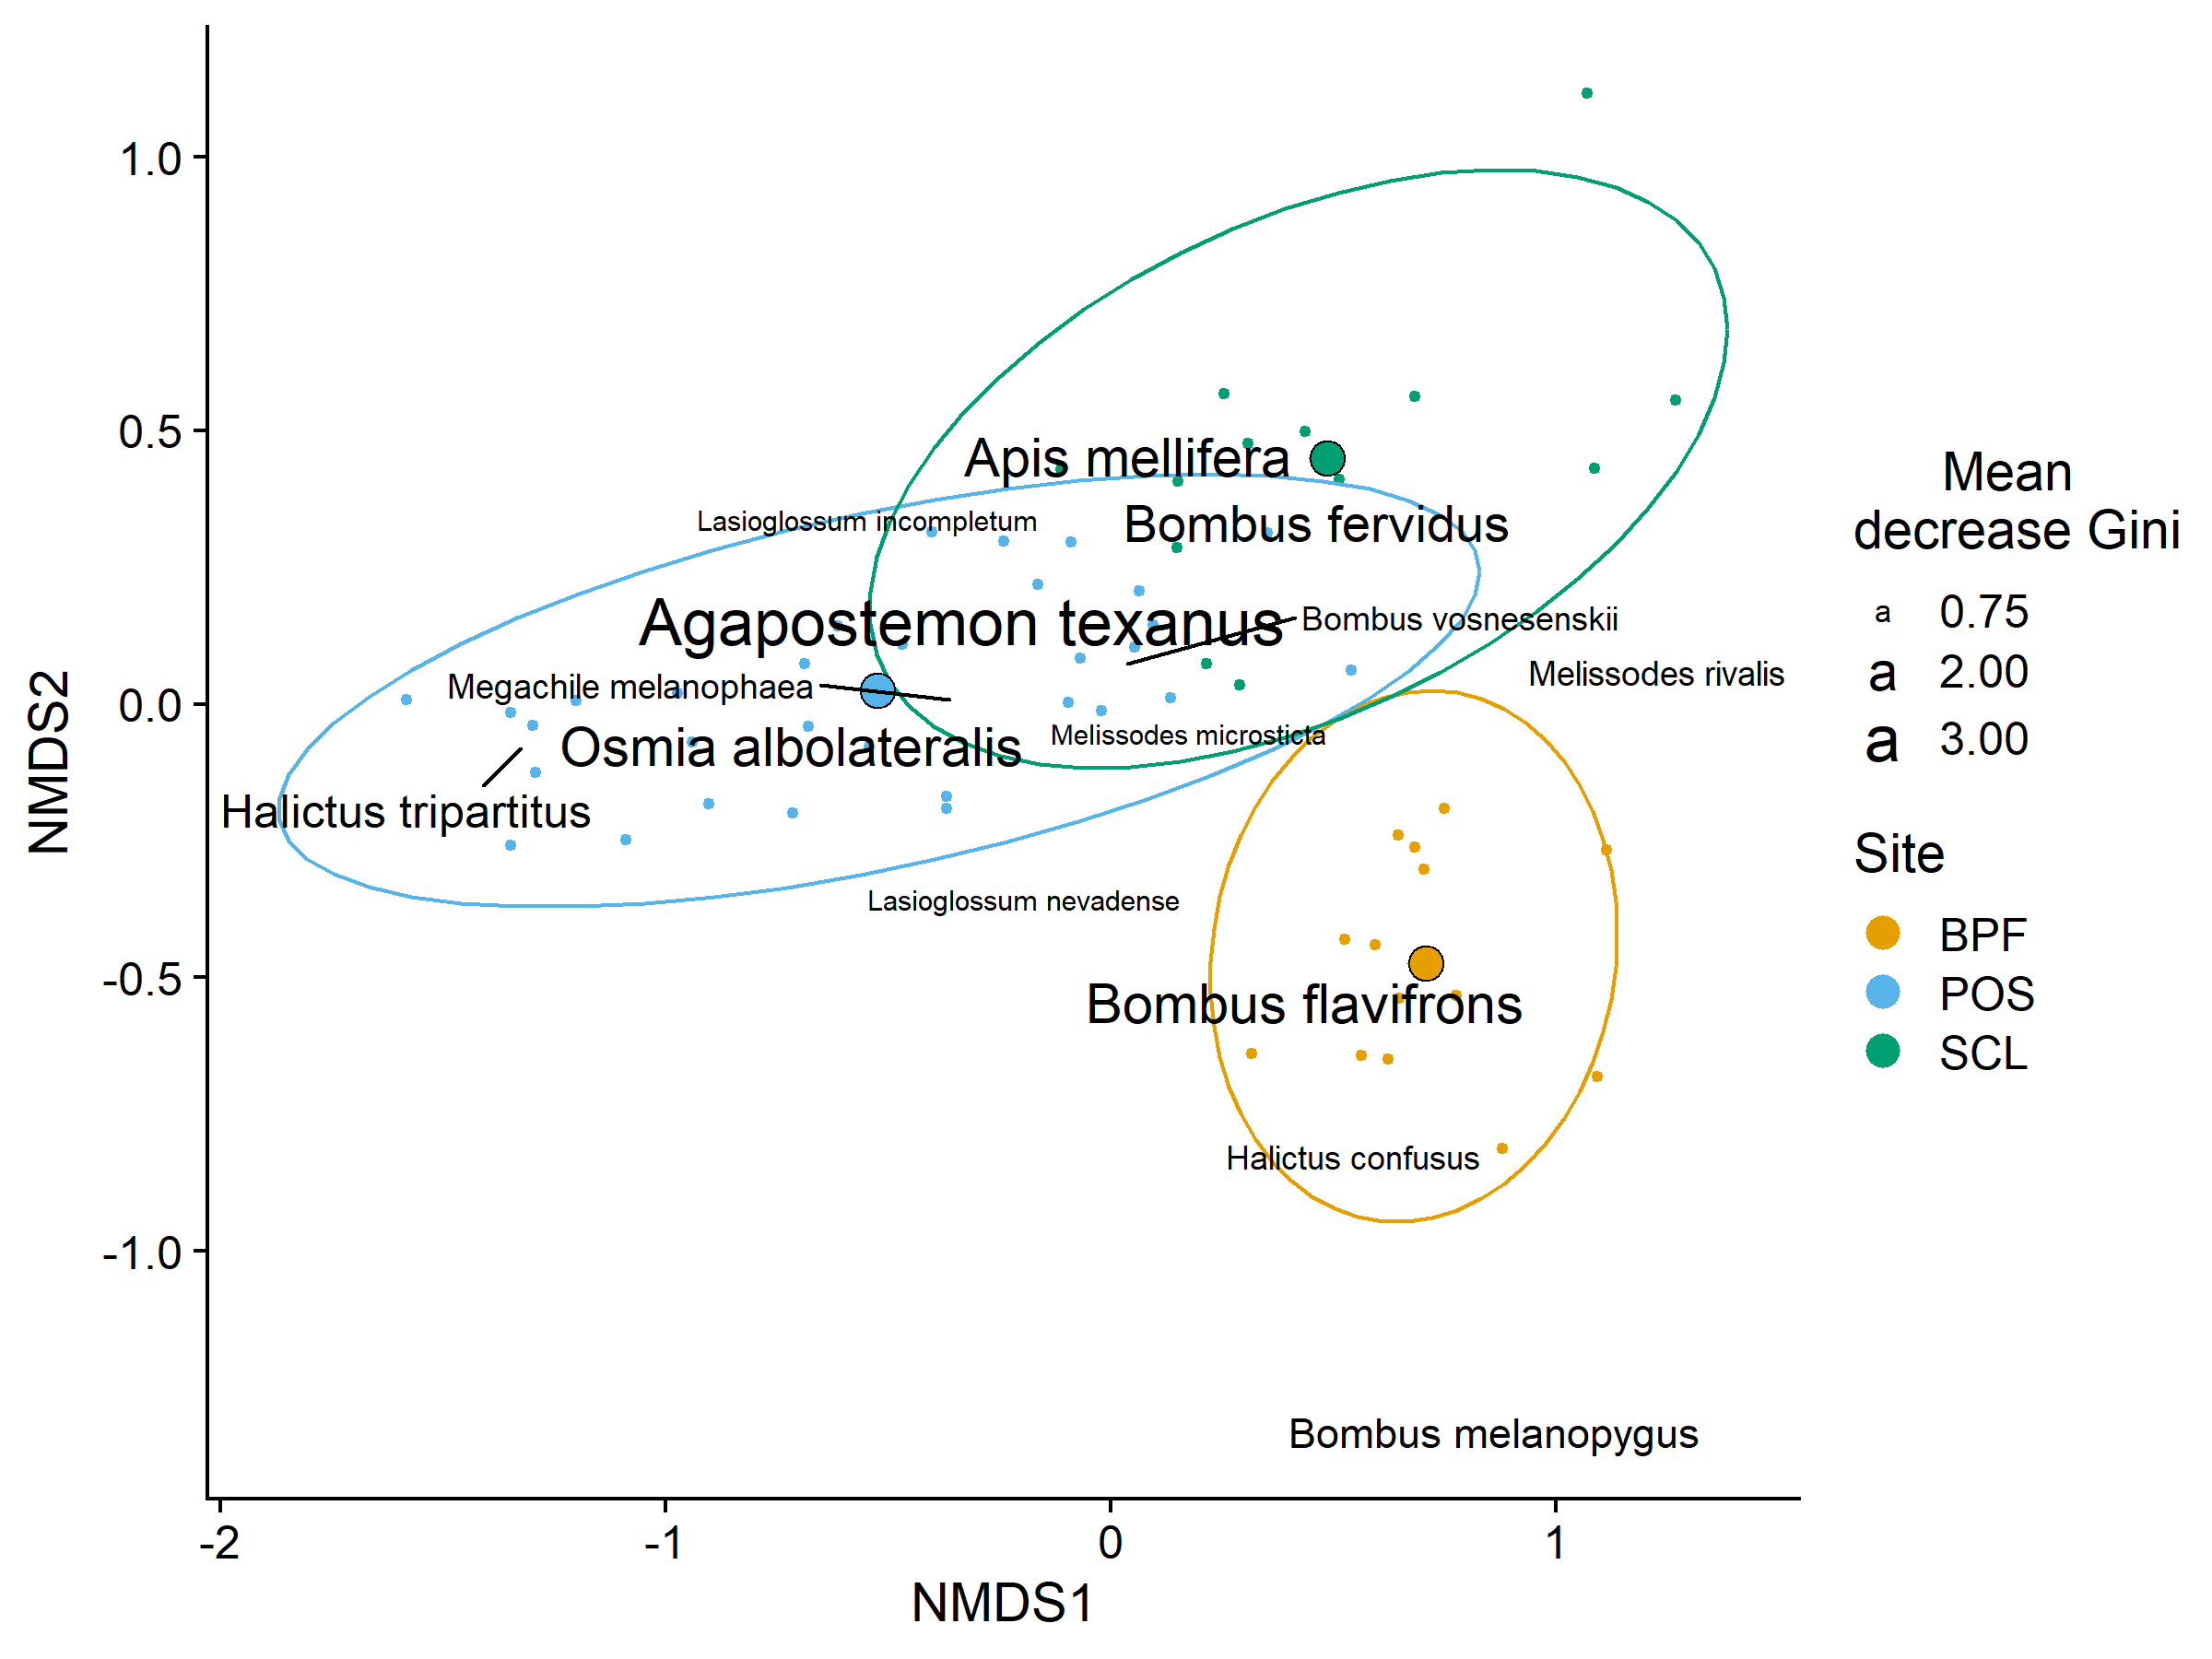 1.0
0.5
0.0
-0.5
-1.0
NMDS2
-2
-1
0
1
NMDS1
Apis mellifera
Lasioglossum incompletum
Bombus fervidus
Agapostemon texanus
Bombus vosnesenskii
Megachile melanophaea
Melissodes rivalis
Osmia albolateralis
Melissodes microsticta
Halictus tripartitus
Lasioglossum nevadense
Bombus flavifrons
Halictus confusus
Bombus melanopygus
Mean
decrease Gini
a 0.75
a 2.00
a 3.00
Site
BPF
POS
SCL